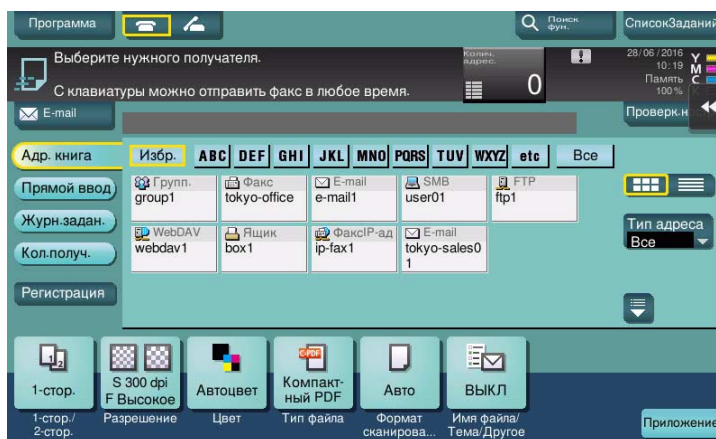 Программа
Поиск
фун.
СписокЗаданий
Выберите нужного получателя.
С клавиатуры можно отправить факс в любое время.
Колич.
адрес.
0
28/06/2016
10:19
Память
100 %
Y
M
C
K
E-mail
Проверк.н
Адр. книга
Избр.
ABC
DEF
GHI
JKL
MNO
PQRS
TUV
WXYZ
etc
Все
Прямой ввод
Журн.задан.
Кол.получ.
Регистрация
Групп.
group1
Факс
tokyo-office
E-mail
e-mail1
SMB
user01
FTP
ftp1
WebDAV
webdav1
Ящик
box1
ФаксIP-ад
ip-fax1
E-mail
tokyo-sales0
1
Тип адреса
Все
1-стор.
S 300 dpi
F Высокое
Автоцвет
Компакт-
ный PDF
Авто
ВЫКЛ
1-стор./
2-стор.
Разрешение
Цвет
Тип файла
Формат
сканирова...
Имя файла/
Тема/Другое
Приложение